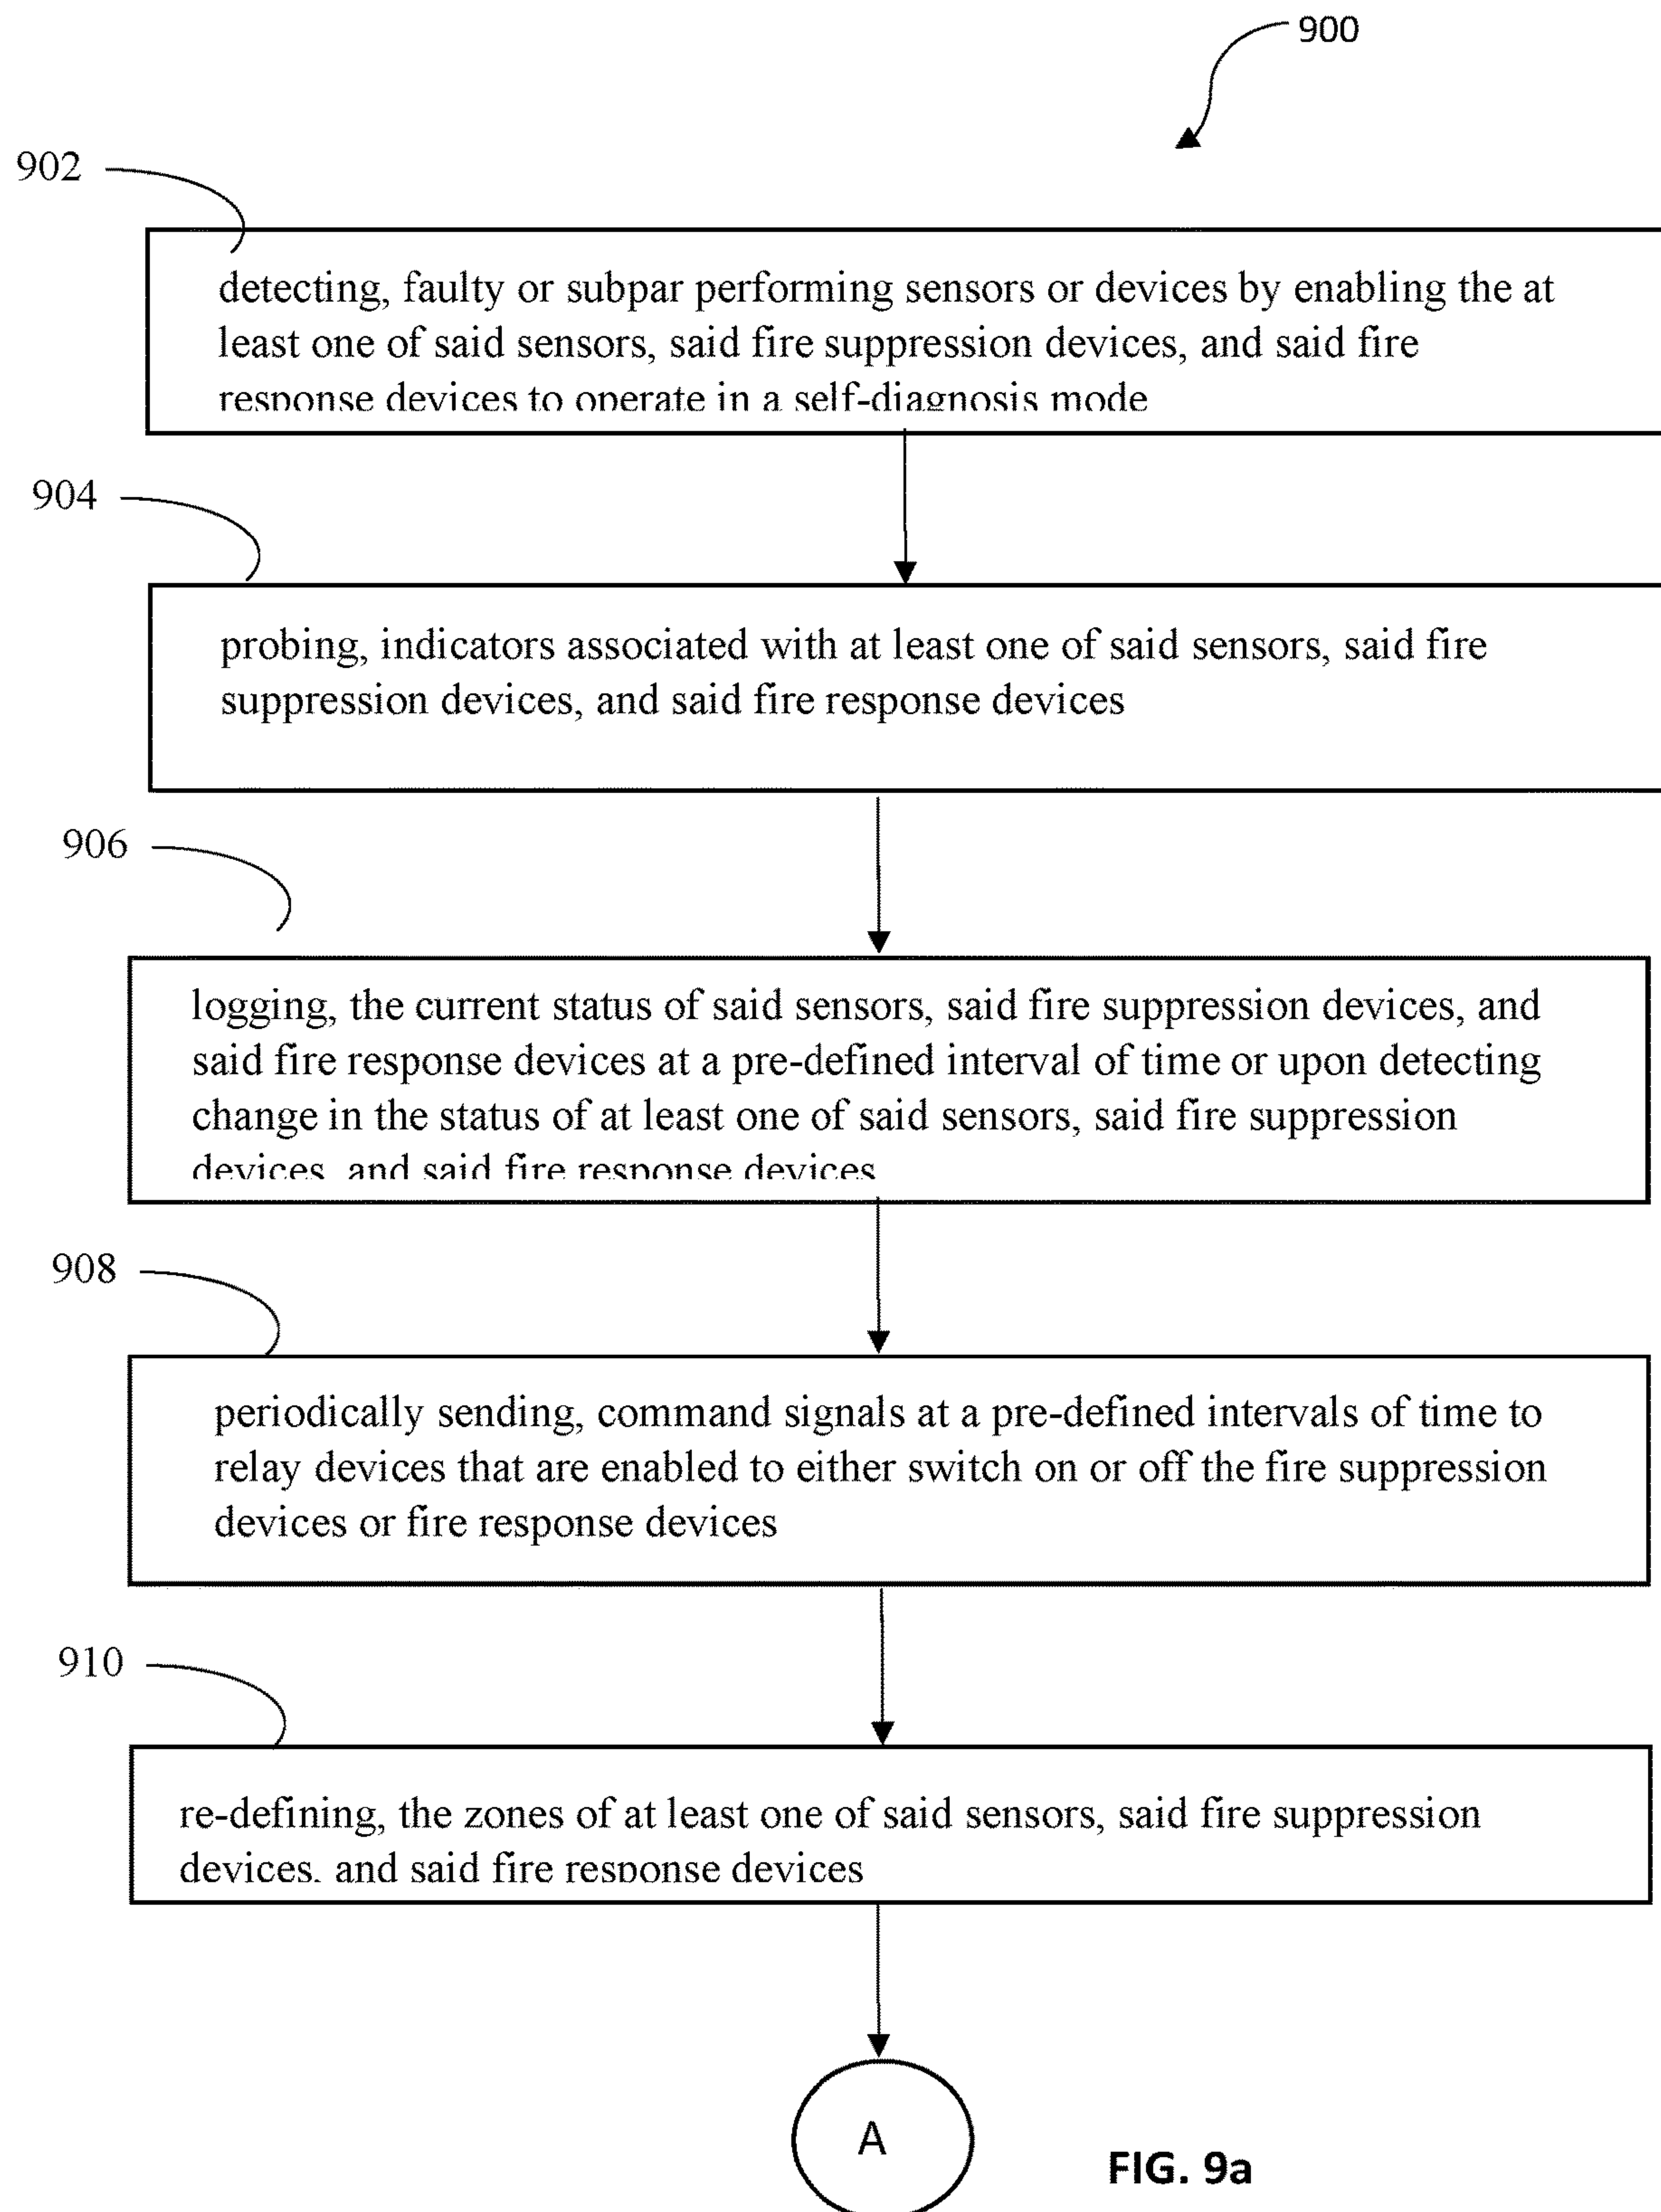 900
902
detecting, faulty or subpar performing sensors or devices by enabling the at
least one of said sensors, said fire suppression devices, and said fire
response devices to operate in a self-diagnosis mode
904
probing, indicators associated with at least one of said sensors, said fire
suppression devices, and said fire response devices
906
logging, the current status of said sensors, said fire suppression devices, and
said fire response devices at a pre-defined interval of time or upon detecting
change in the status of at least one of said sensors, said fire suppression
devices, and said fire response devices
908
periodically sending, command signals at a pre-defined intervals of time to
relay devices that are enabled to either switch on or off the fire suppression
devices or fire response devices
910
re-defining, the zones of at least one of said sensors, said fire suppression
devices, and said fire response devices
A
FIG. 9a